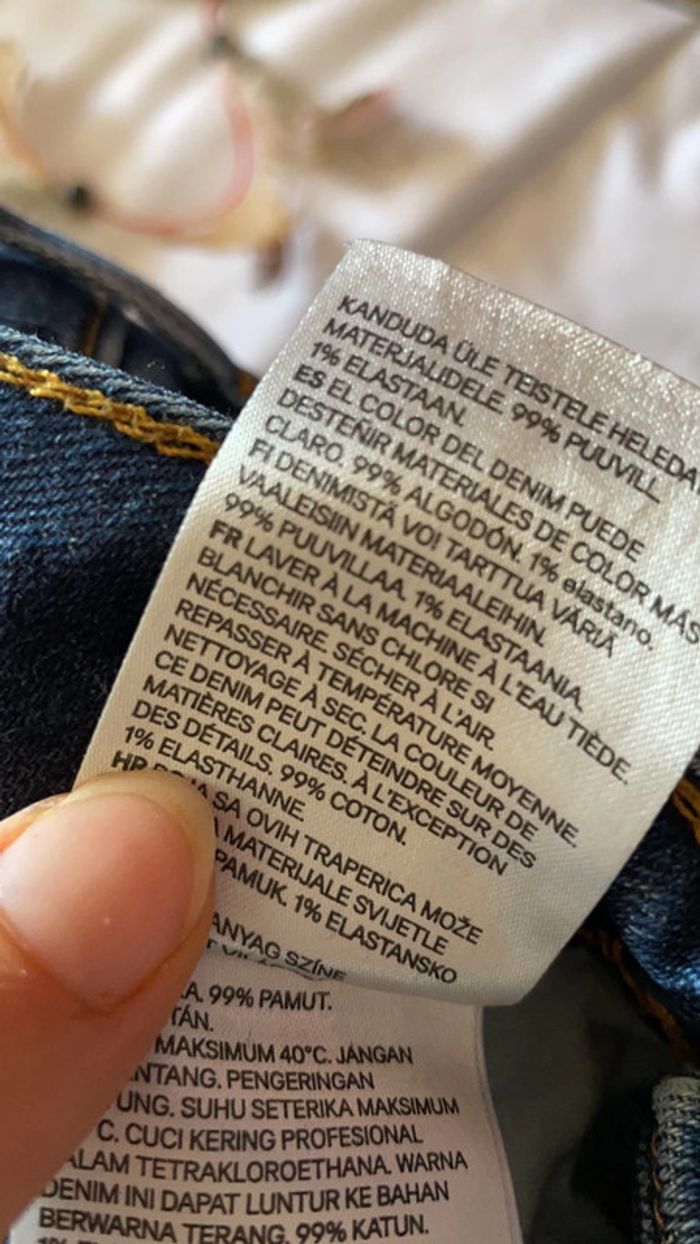 KANDUDA ÜLE TEISTELE HELEDA
MATERJALIDELE. 99% PUUVILL.
1% ELASTAAN.
ES EL COLOR DEL DENIM PUEDE
DESTEÑIR MATERIALES DE COLOR MÁS
CLARO. 99% ALGODÓN. 1% elastano.
FI DENIMISTÄ VOI TARTTUA VÄRIÄ
VAALEISIIN MATERIAALEIHIN.
99% PUUVILLAA. 1% ELASTAANIA.
FR LAVER À LA MACHINE À L'EAU TIÈDE.
BLANCHIR SANS CHLORE SI
NÉCESSAIRE. SÉCHER À L'AIR.
REPASSER À TEMPÉRATURE MOYENNE.
NETTOYAGE À SEC. LA COULEUR DE
CE DENIM PEUT DÉTEINDRE SUR DES
MATIÈRES CLAIRES. À L'EXCEPTION
DES DÉTAILS. 99% COTON.
1% ELASTHANNE.
HR BOJA SA OVIH TRAPERICA MOŽE
MATERIJALE SVIJETLE
PAMUK. 1% ELASTANSKO
ANYAG SZÍNE
A. 99% PAMUT.
TÁN.
MAKSIMUM 40°C. JANGAN
NTANG. PENGERINGAN
UNG. SUHU SETERIKA MAKSIMUM
C. CUCI KERING PROFESIONAL
ALAM TETRAKLOROETHANA. WARNA
DENIM INI DAPAT LUNTUR KE BAHAN
BERWARNA TERANG. 99% KATUN.